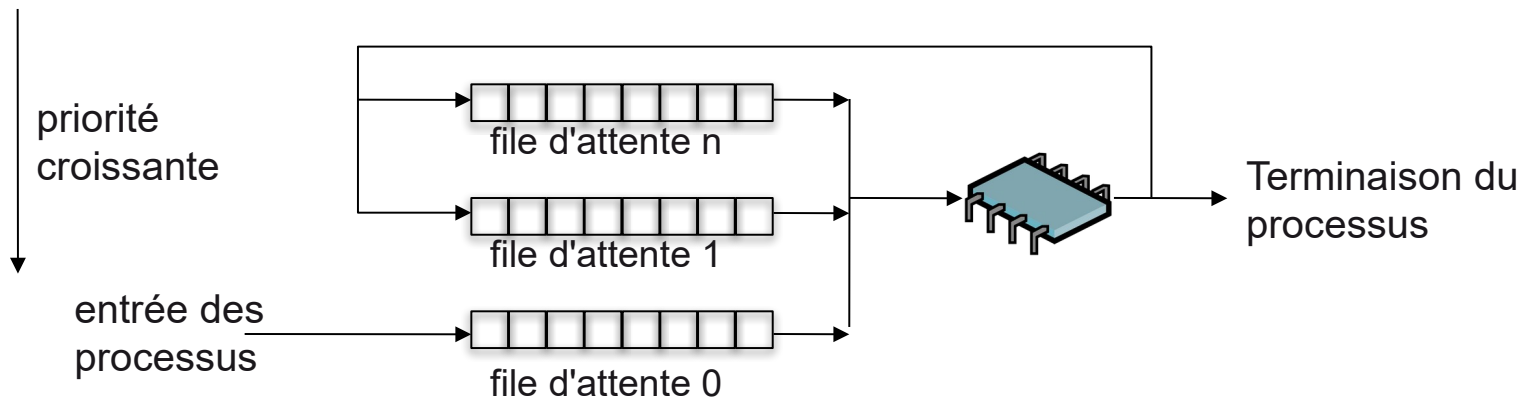 priorité
croissante
file d'attente n
file d'attente 1
Terminaison du
processus
entrée des
processus
file d'attente 0